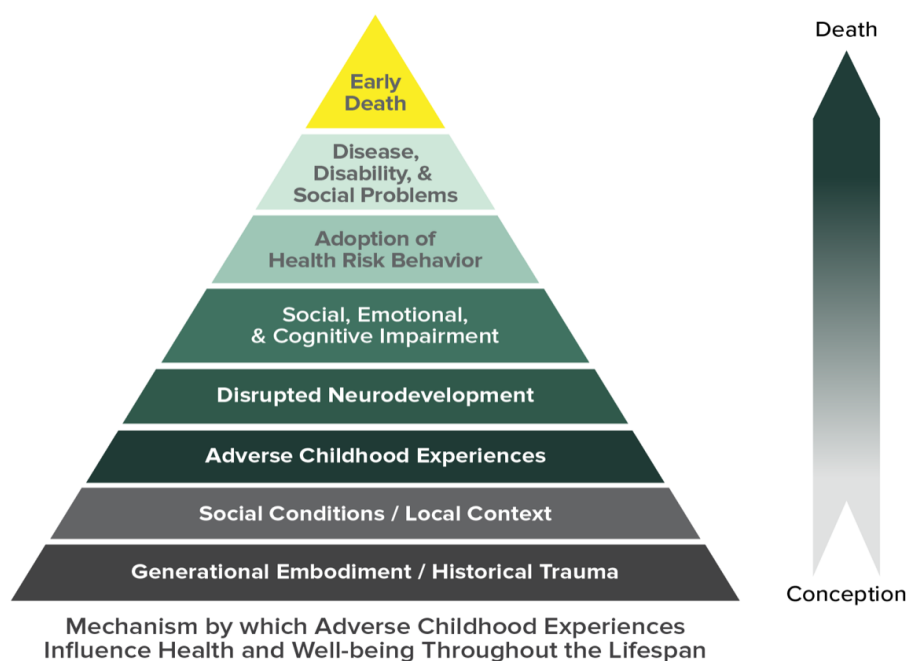 Death
Early
Death
Disease,
Disability, &
Social Problems
Adoption of
Health Risk Behavior
Social, Emotional,
& Cognitive Impairment
Disrupted Neurodevelopment
Adverse Childhood Experiences
Social Conditions / Local Context
Generational Embodiment / Historical Trauma
Conception
Mechanism by which Adverse Childhood Experiences
Influence Health and Well-being Throughout the Lifespan